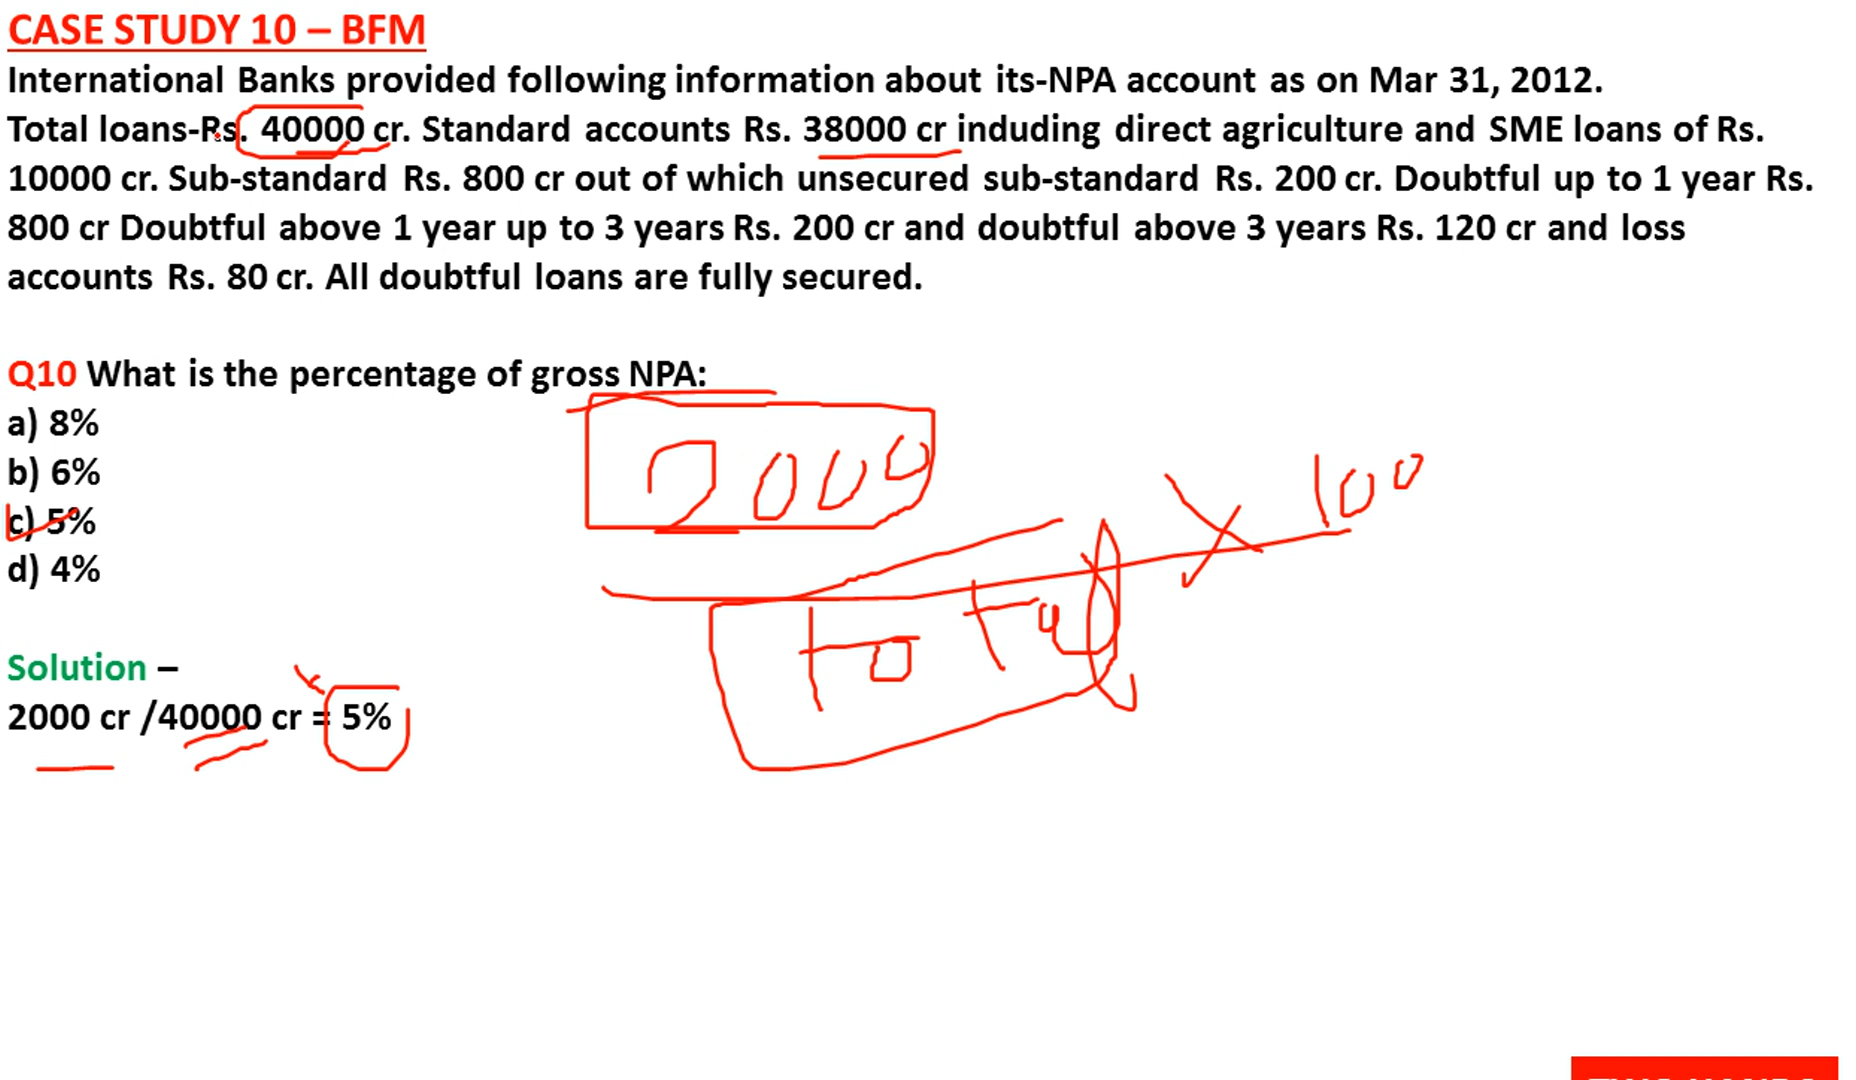 CASE STUDY 10 – BFM
International Banks provided following information about its-NPA account as on Mar 31, 2012.
Total loans-Rs. 40000 cr. Standard accounts Rs. 38000 cr induding direct agriculture and SME loans of Rs.
10000 cr. Sub-standard Rs. 800 cr out of which unsecured sub-standard Rs. 200 cr. Doubtful up to 1 year Rs.
800 cr Doubtful above 1 year up to 3 years Rs. 200 cr and doubtful above 3 years Rs. 120 cr and loss
accounts Rs. 80 cr. All doubtful loans are fully secured.
Q10 What is the percentage of gross NPA:
a) 8%
b) 6%
c) 5%
d) 4%
2000
× 100
Total
Solution –
2000 cr /40000 cr = 5%